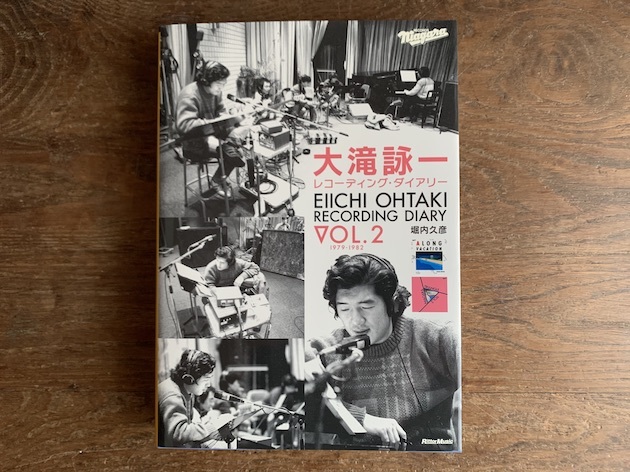 Niagara
大滝詠一
レコーディング・ダイアリー
EIICHI OHTAKI
RECORDING DIARY
VOL.2
1979-1982
堀内久彦
A LONG
VACATION
RittorMusic